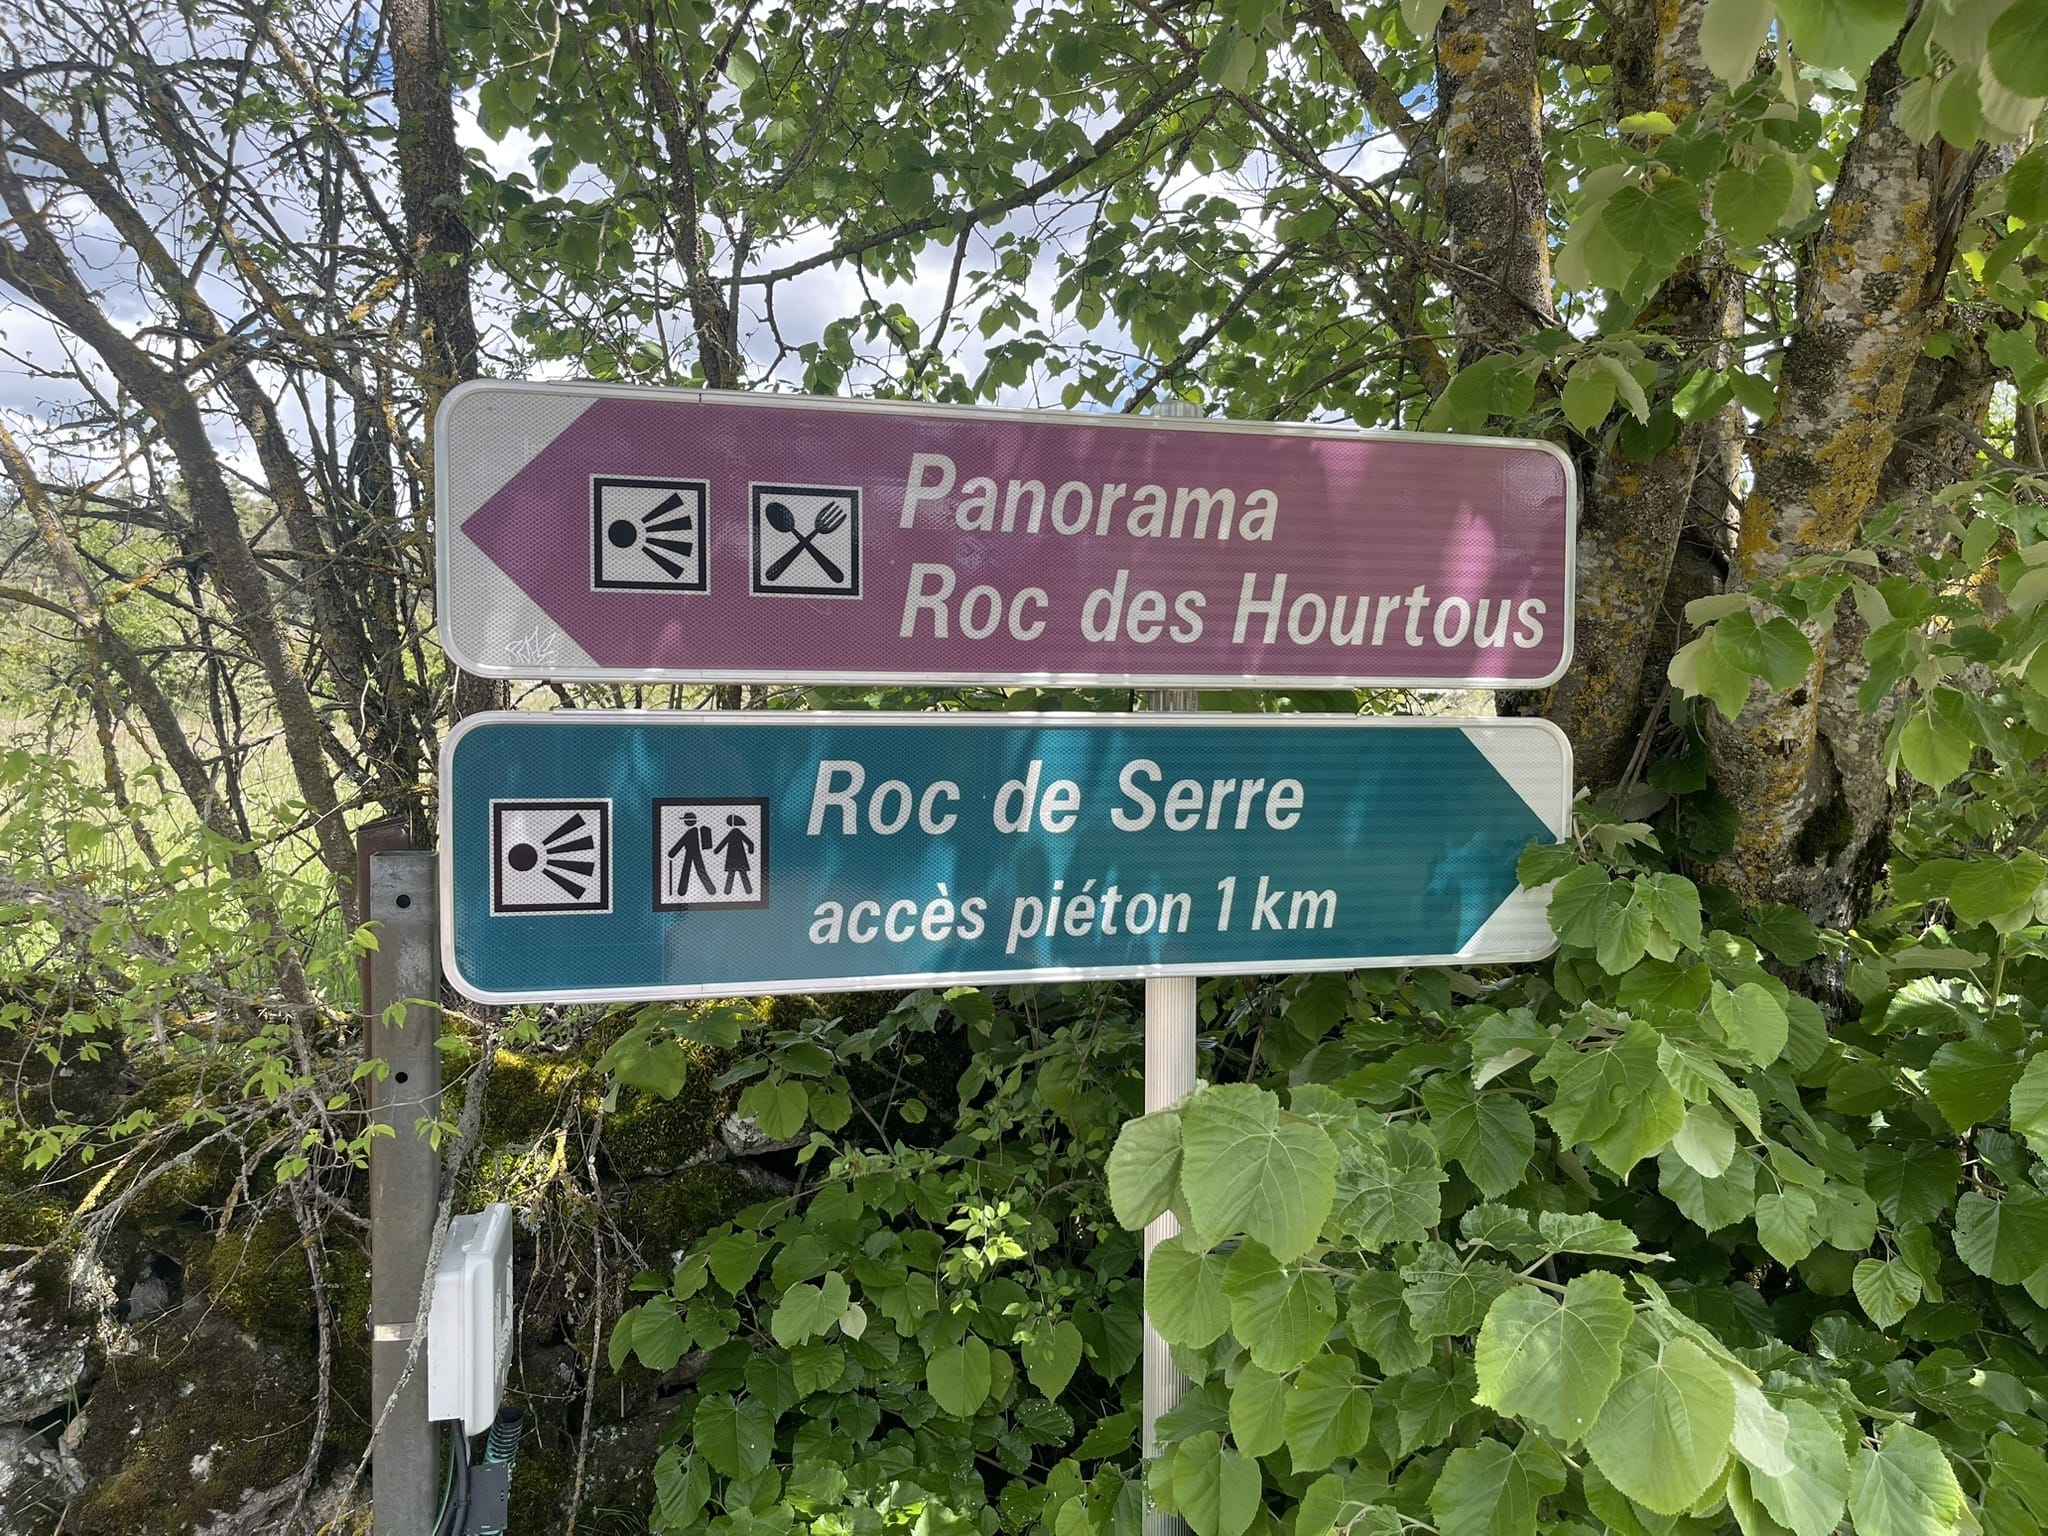 Panorama
Roc des Hourtous
Roc de Serre
accès piéton 1 km